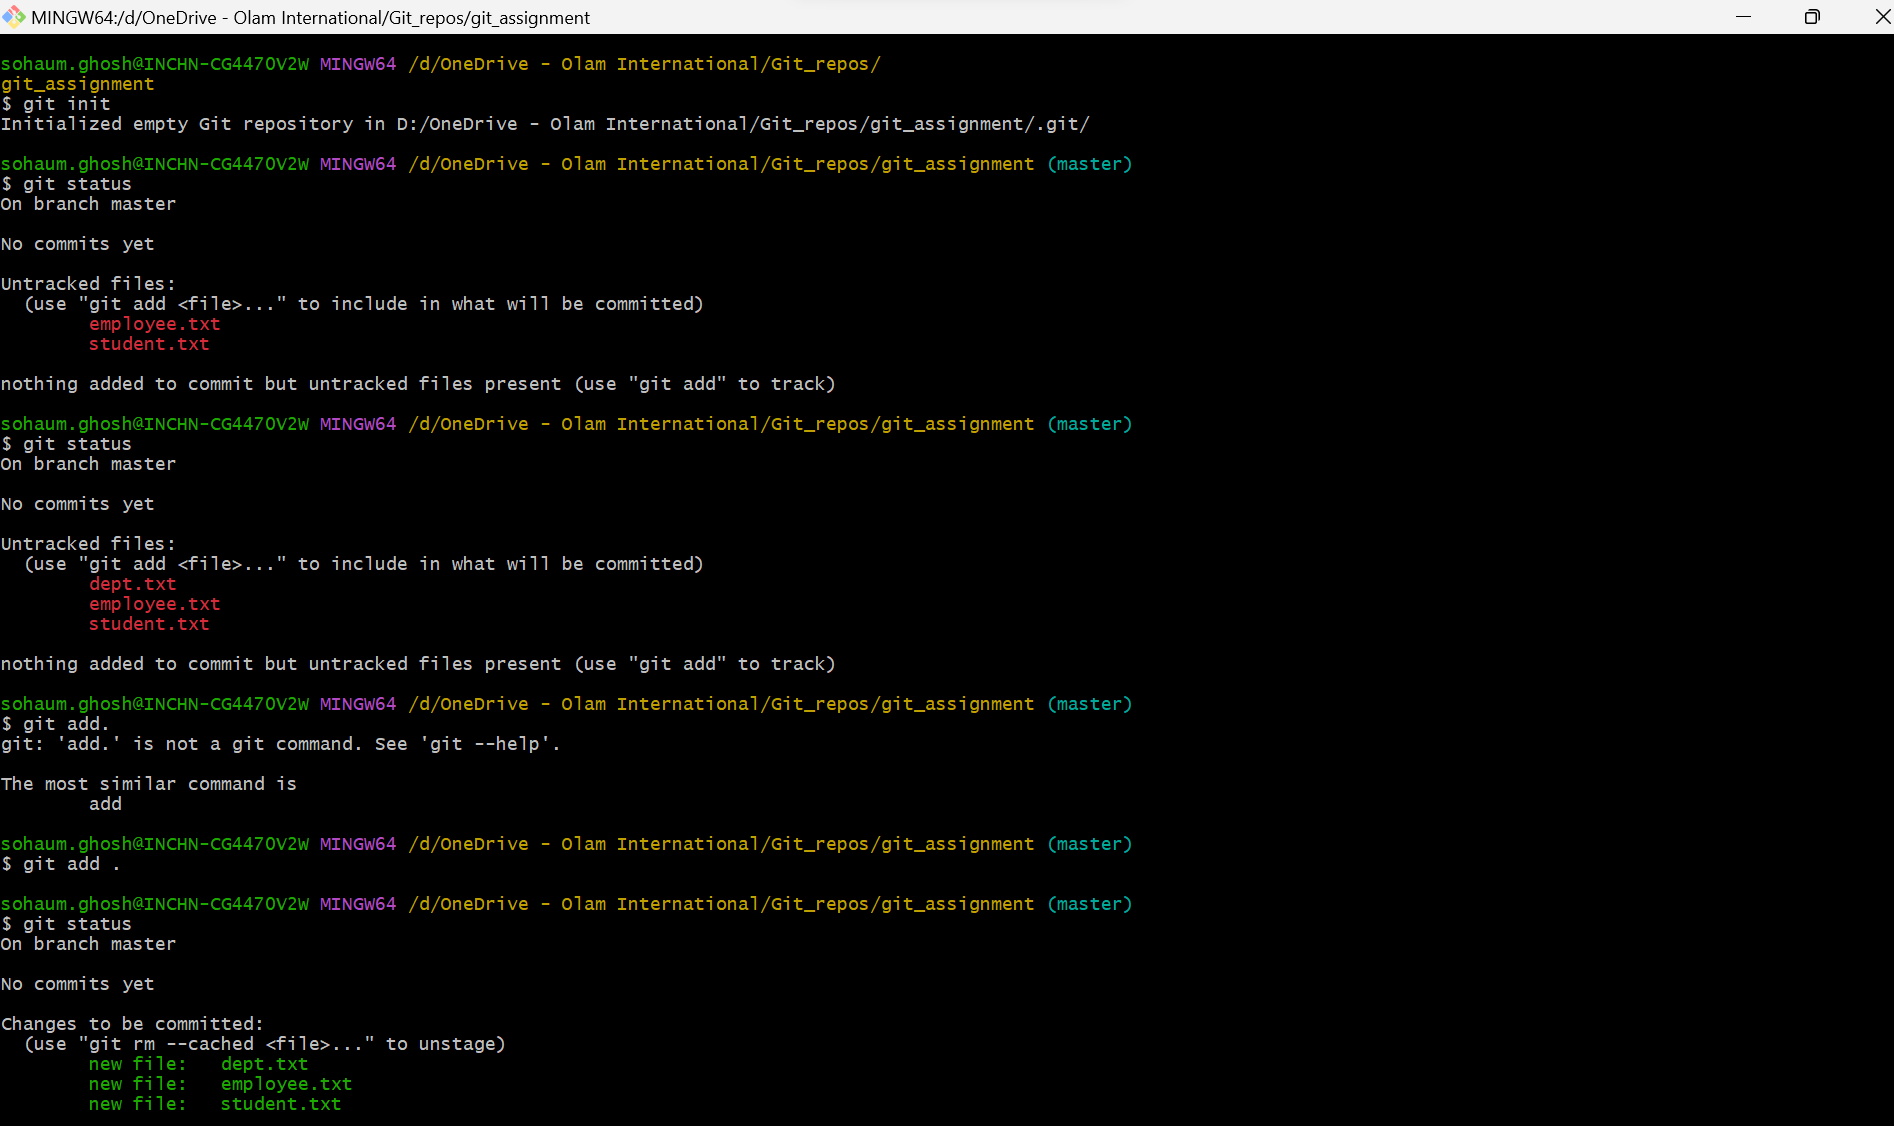 MINGW64:/d/OneDrive - Olam International/Git_repos/git_assignment
sohaum.ghosh@INCHN-CG4470V2W MINGW64 /d/OneDrive - Olam International/Git_repos/
git_assignment
$ git init
Initialized empty Git repository in D:/OneDrive - Olam International/Git_repos/git_assignment/.git/
sohaum.ghosh@INCHN-CG4470V2W MINGW64 /d/OneDrive - Olam International/Git_repos/git_assignment (master)
$ git status
On branch master
No commits yet
Untracked files:
  (use "git add <file>..." to include in what will be committed)
        employee.txt
        student.txt
nothing added to commit but untracked files present (use "git add" to track)
sohaum.ghosh@INCHN-CG4470V2W MINGW64 /d/OneDrive - Olam International/Git_repos/git_assignment (master)
$ git status
On branch master
No commits yet
Untracked files:
  (use "git add <file>..." to include in what will be committed)
        dept.txt
        employee.txt
        student.txt
nothing added to commit but untracked files present (use "git add" to track)
sohaum.ghosh@INCHN-CG4470V2W MINGW64 /d/OneDrive - Olam International/Git_repos/git_assignment (master)
$ git add.
git: 'add.' is not a git command. See 'git --help'.
The most similar command is
        add
sohaum.ghosh@INCHN-CG4470V2W MINGW64 /d/OneDrive - Olam International/Git_repos/git_assignment (master)
$ git add .
sohaum.ghosh@INCHN-CG4470V2W MINGW64 /d/OneDrive - Olam International/Git_repos/git_assignment (master)
$ git status
On branch master
No commits yet
Changes to be committed:
  (use "git rm --cached <file>..." to unstage)
        new file:   dept.txt
        new file:   employee.txt
        new file:   student.txt